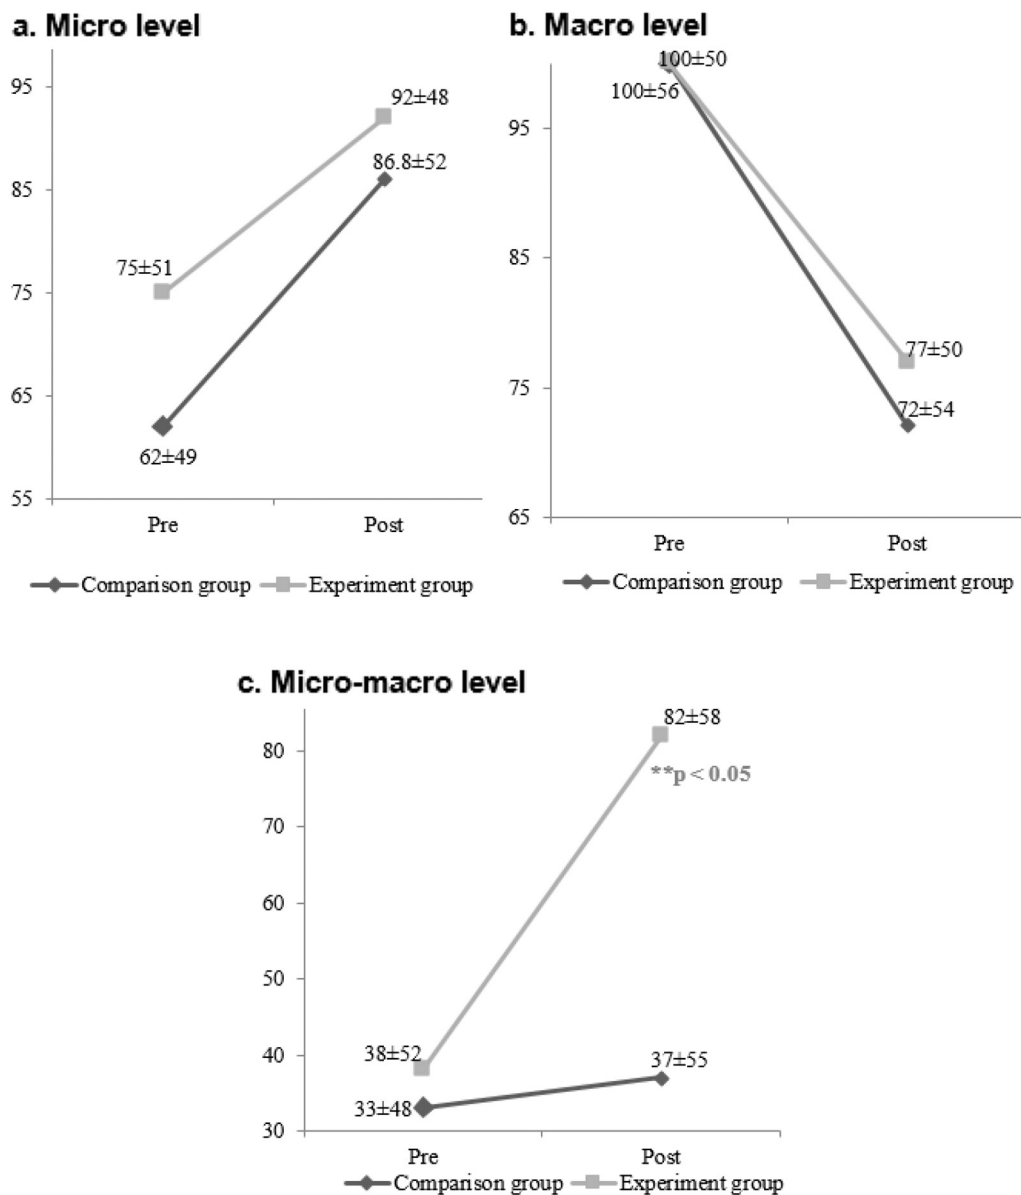 a. Micro level
95
85
75
65
55
92±48
86.8±52
75±51
62±49
Pre Post
Comparison group Experiment group
b. Macro level
95
85
75
65
100±50
100±56
77±50
72±54
Pre Post
Comparison group Experiment group
c. Micro-macro level
80
70
60
50
40
30
82±58
**p < 0.05
38±52
37±55
33±48
Pre Post
Comparison group Experiment group